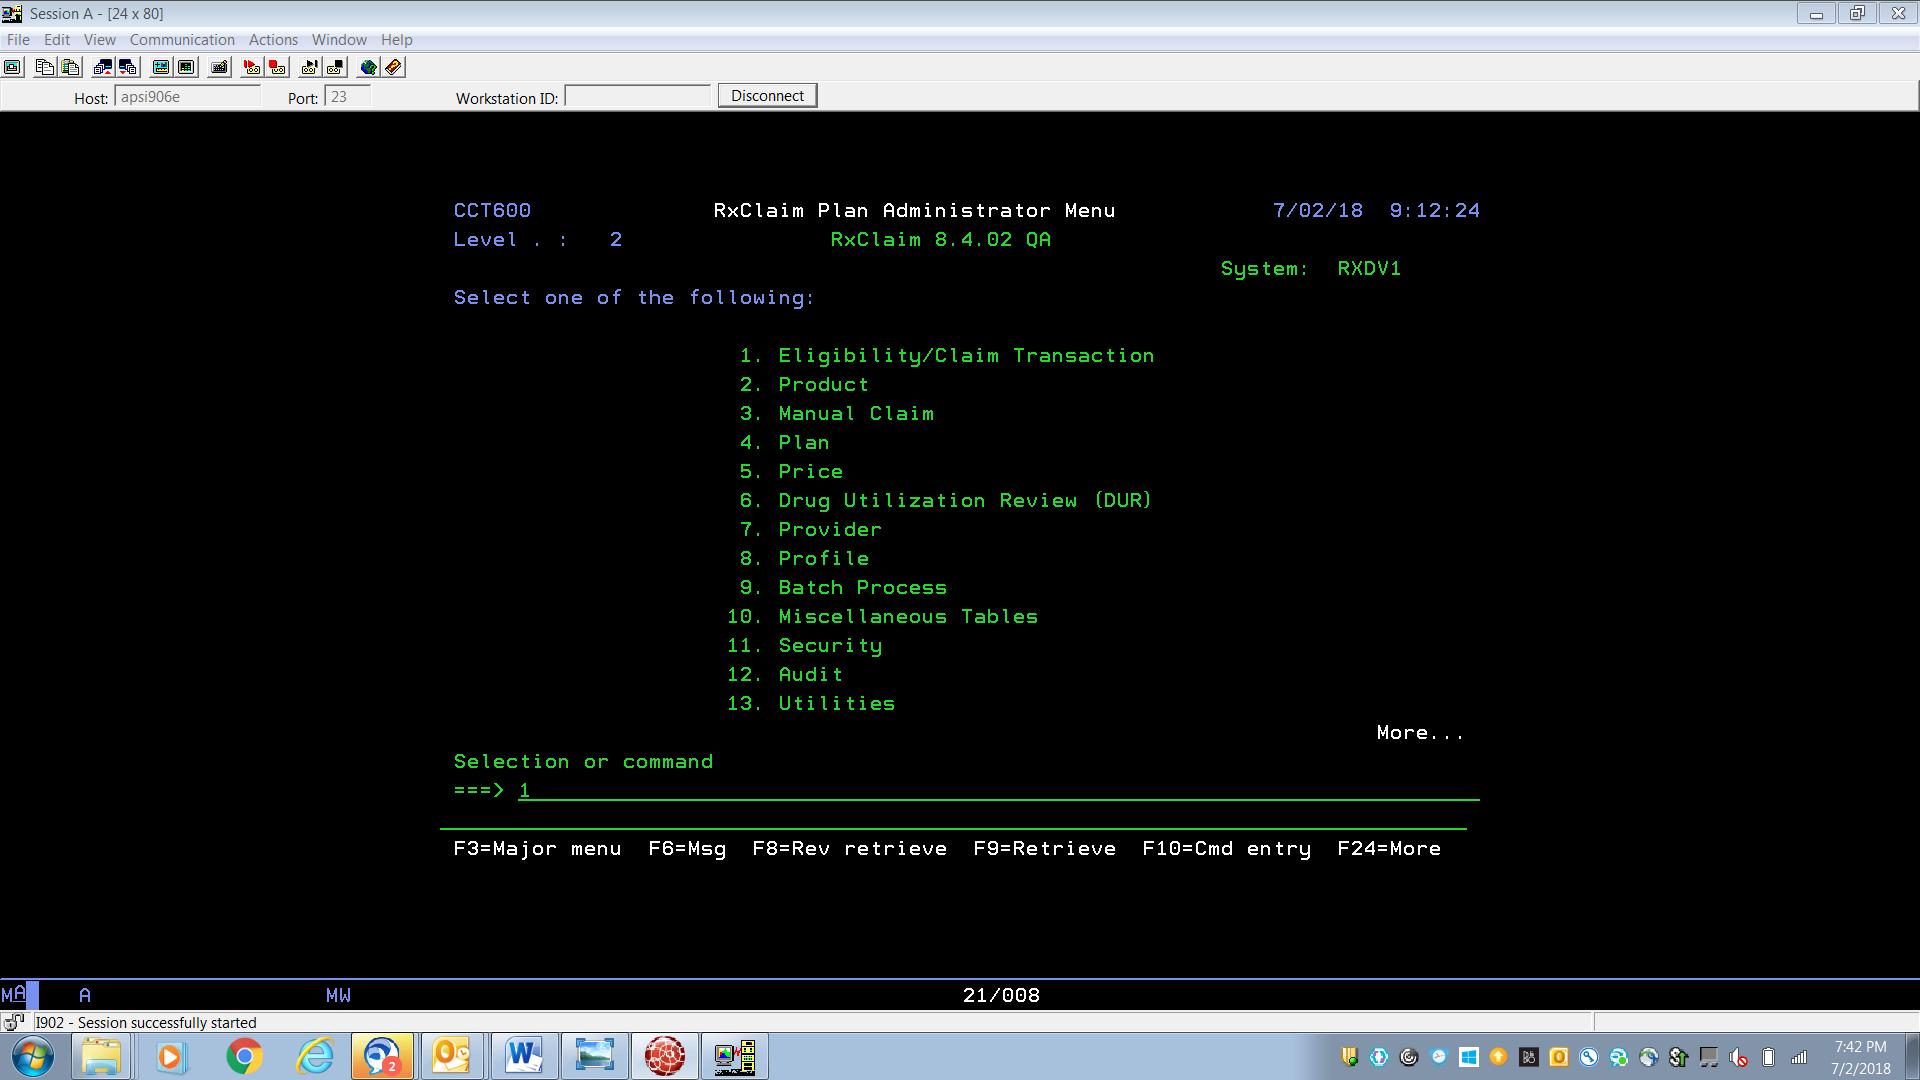 Session A - [24 x 80]
File Edit View Communication Actions Window Help
Host: apsi906e Port: 23 Workstation ID: Disconnect
CCT600 RxClaim Plan Administrator Menu 7/02/18 9:12:24
Level . : 2 RxClaim 8.4.02 QA
System: RXDV1
Select one of the following:
1. Eligibility/Claim Transaction
2. Product
3. Manual Claim
4. Plan
5. Price
6. Drug Utilization Review (DUR)
7. Provider
8. Profile
9. Batch Process
10. Miscellaneous Tables
11. Security
12. Audit
13. Utilities
More...
Selection or command
===> 1
F3=Major menu F6=Msg F8=Rev retrieve F9=Retrieve F10=Cmd entry F24=More
MA A MW 21/008
I902 - Session successfully started
2
7:42 PM
7/2/2018